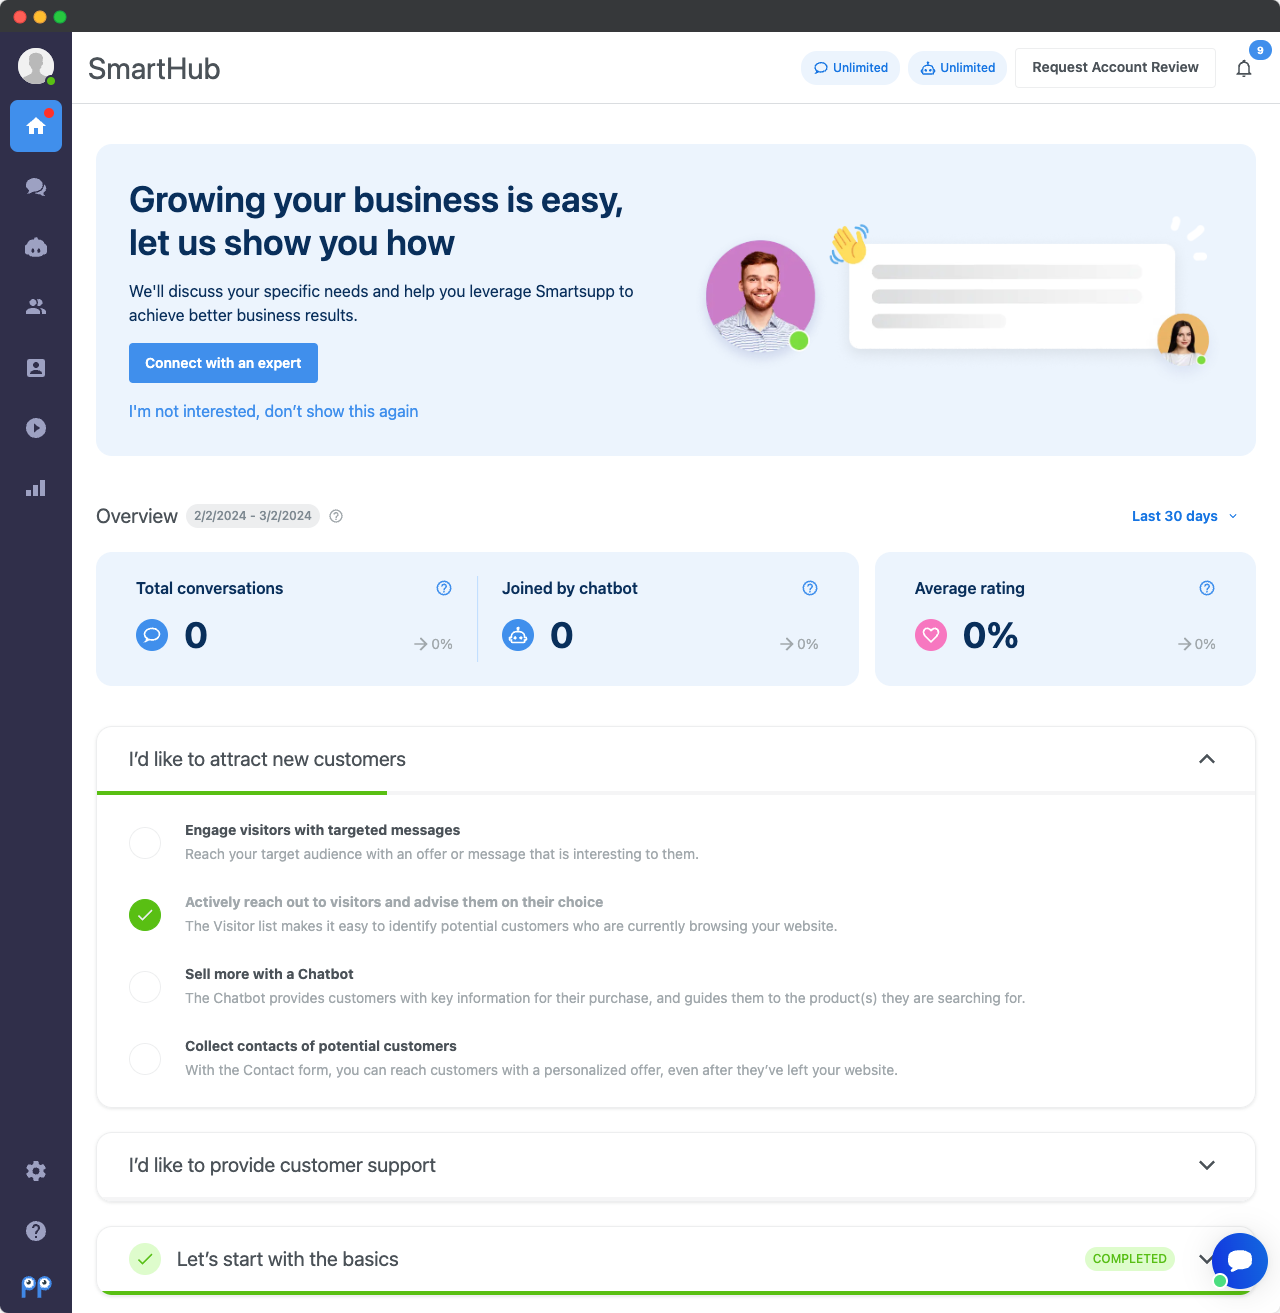 SmartHub
Unlimited
Unlimited
Request Account Review
9
Growing your business is easy,
let us show you how
We'll discuss your specific needs and help you leverage Smartsupp to
achieve better business results.
Connect with an expert
I'm not interested, don’t show this again
Overview
2/2/2024 - 3/2/2024
Last 30 days
Total conversations
0
0%
Joined by chatbot
0
0%
Average rating
0%
0%
I’d like to attract new customers
Engage visitors with targeted messages
Reach your target audience with an offer or message that is interesting to them.
Actively reach out to visitors and advise them on their choice
The Visitor list makes it easy to identify potential customers who are currently browsing your website.
Sell more with a Chatbot
The Chatbot provides customers with key information for their purchase, and guides them to the product(s) they are searching for.
Collect contacts of potential customers
With the Contact form, you can reach customers with a personalized offer, even after they’ve left your website.
I’d like to provide customer support
Let’s start with the basics
COMPLETED